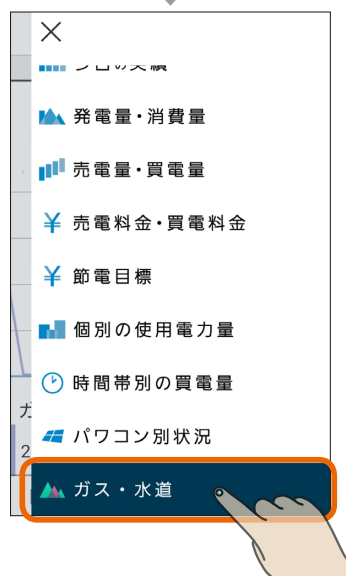 発電量・消費量
売電量・買電量
¥ 売電料金・買電料金
¥ 節電目標
個別の使用電力量
時間帯別の買電量
ガ
パワコン別状況
2
ガス・水道